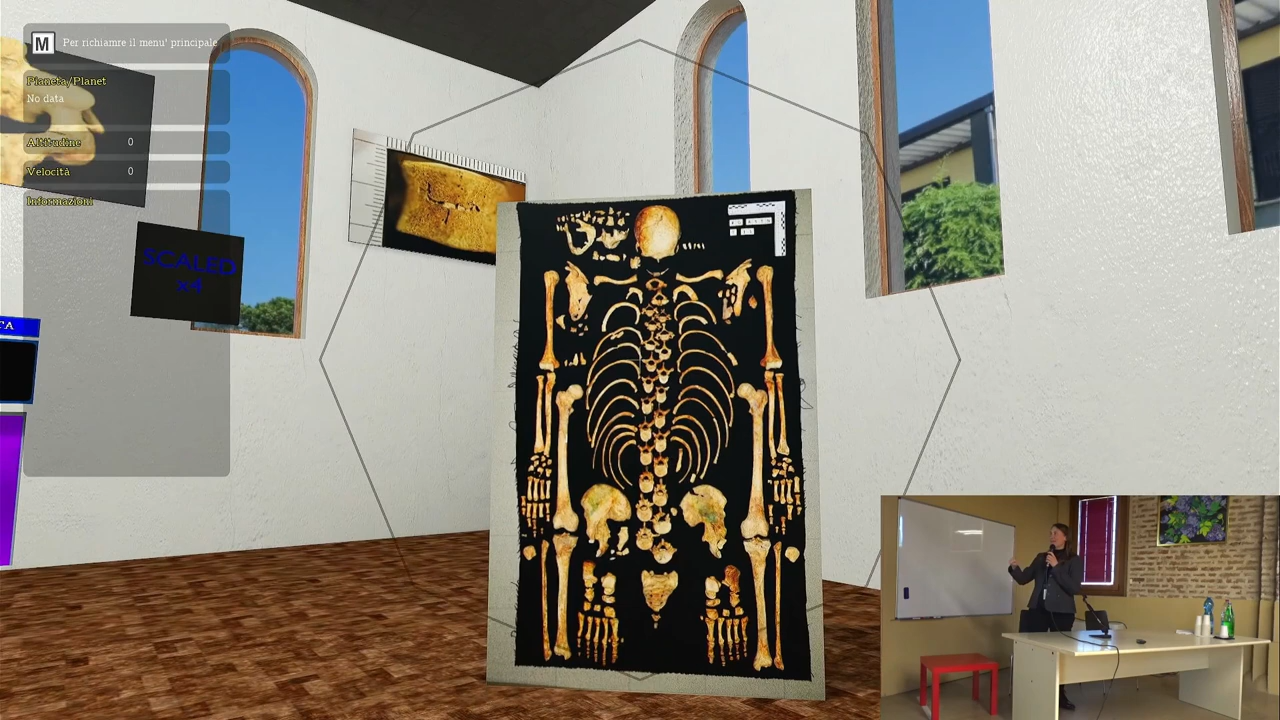 M Per richiamre il menu' principale
Pianeta/Planet
No data
Altitudine 0
Velocità 0
Informazioni
SCALED
x4